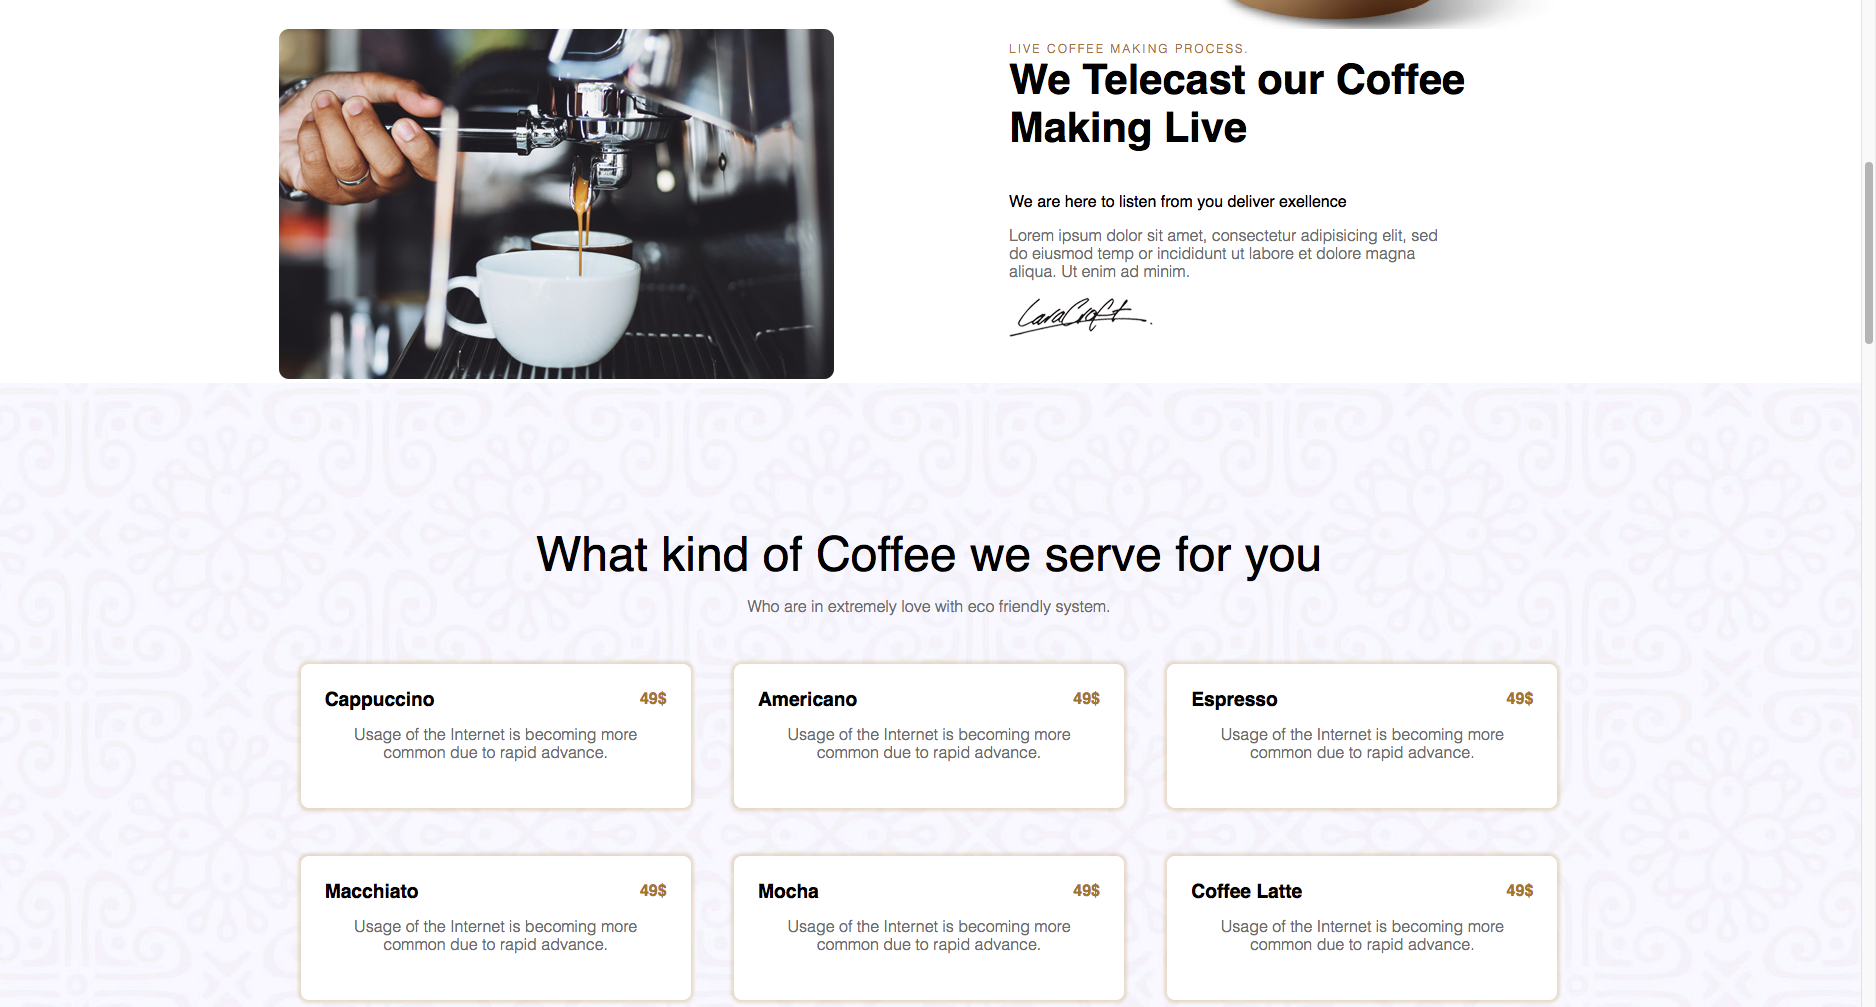 LIVE COFFEE MAKING PROCESS.
We Telecast our Coffee
Making Live
We are here to listen from you deliver exellence
Lorem ipsum dolor sit amet, consectetur adipisicing elit, sed
do eiusmod temp or incididunt ut labore et dolore magna
aliqua. Ut enim ad minim.
LaraCroft.
What kind of Coffee we serve for you
Who are in extremely love with eco friendly system.
Cappuccino 49$
Usage of the Internet is becoming more
common due to rapid advance.
Americano 49$
Usage of the Internet is becoming more
common due to rapid advance.
Espresso 49$
Usage of the Internet is becoming more
common due to rapid advance.
Macchiato 49$
Usage of the Internet is becoming more
common due to rapid advance.
Mocha 49$
Usage of the Internet is becoming more
common due to rapid advance.
Coffee Latte 49$
Usage of the Internet is becoming more
common due to rapid advance.